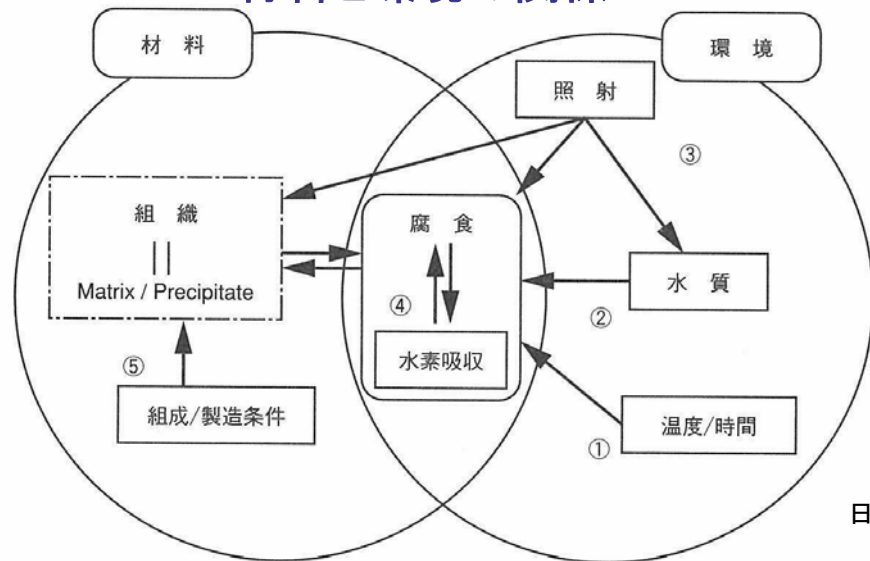 材料
環境
照射
③
組織
||
Matrix / Precipitate
腐食
④
水素吸収
水質
②
⑤
組成/製造条件
温度/時間
①
日